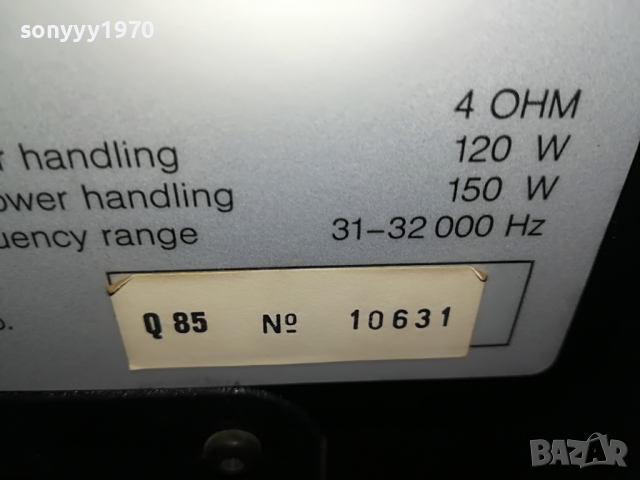 sonyyy1970
4 OHM
r handling 120 W
ower handling 150 W
uency range 31-32 000 Hz
o.
Q 85 Nº 10631
BAZAR